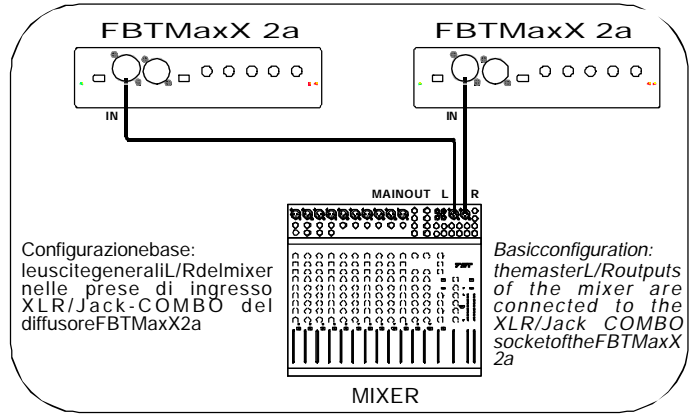 FBTMaxX 2a
FBTMaxX 2a
IN
IN
MAINOUT L R
Configurazionebase:
leuscitegeneraliL/Rdelmixer
nelle prese di ingresso
XLR/Jack-COMBO del
diffusoreFBTMaxX2a
FBT
Basicconfiguration:
themasterL/Routputs
of the mixer are
connected to the
XLR/Jack COMBO
socketoftheFBTMaxX
2a
MIXER